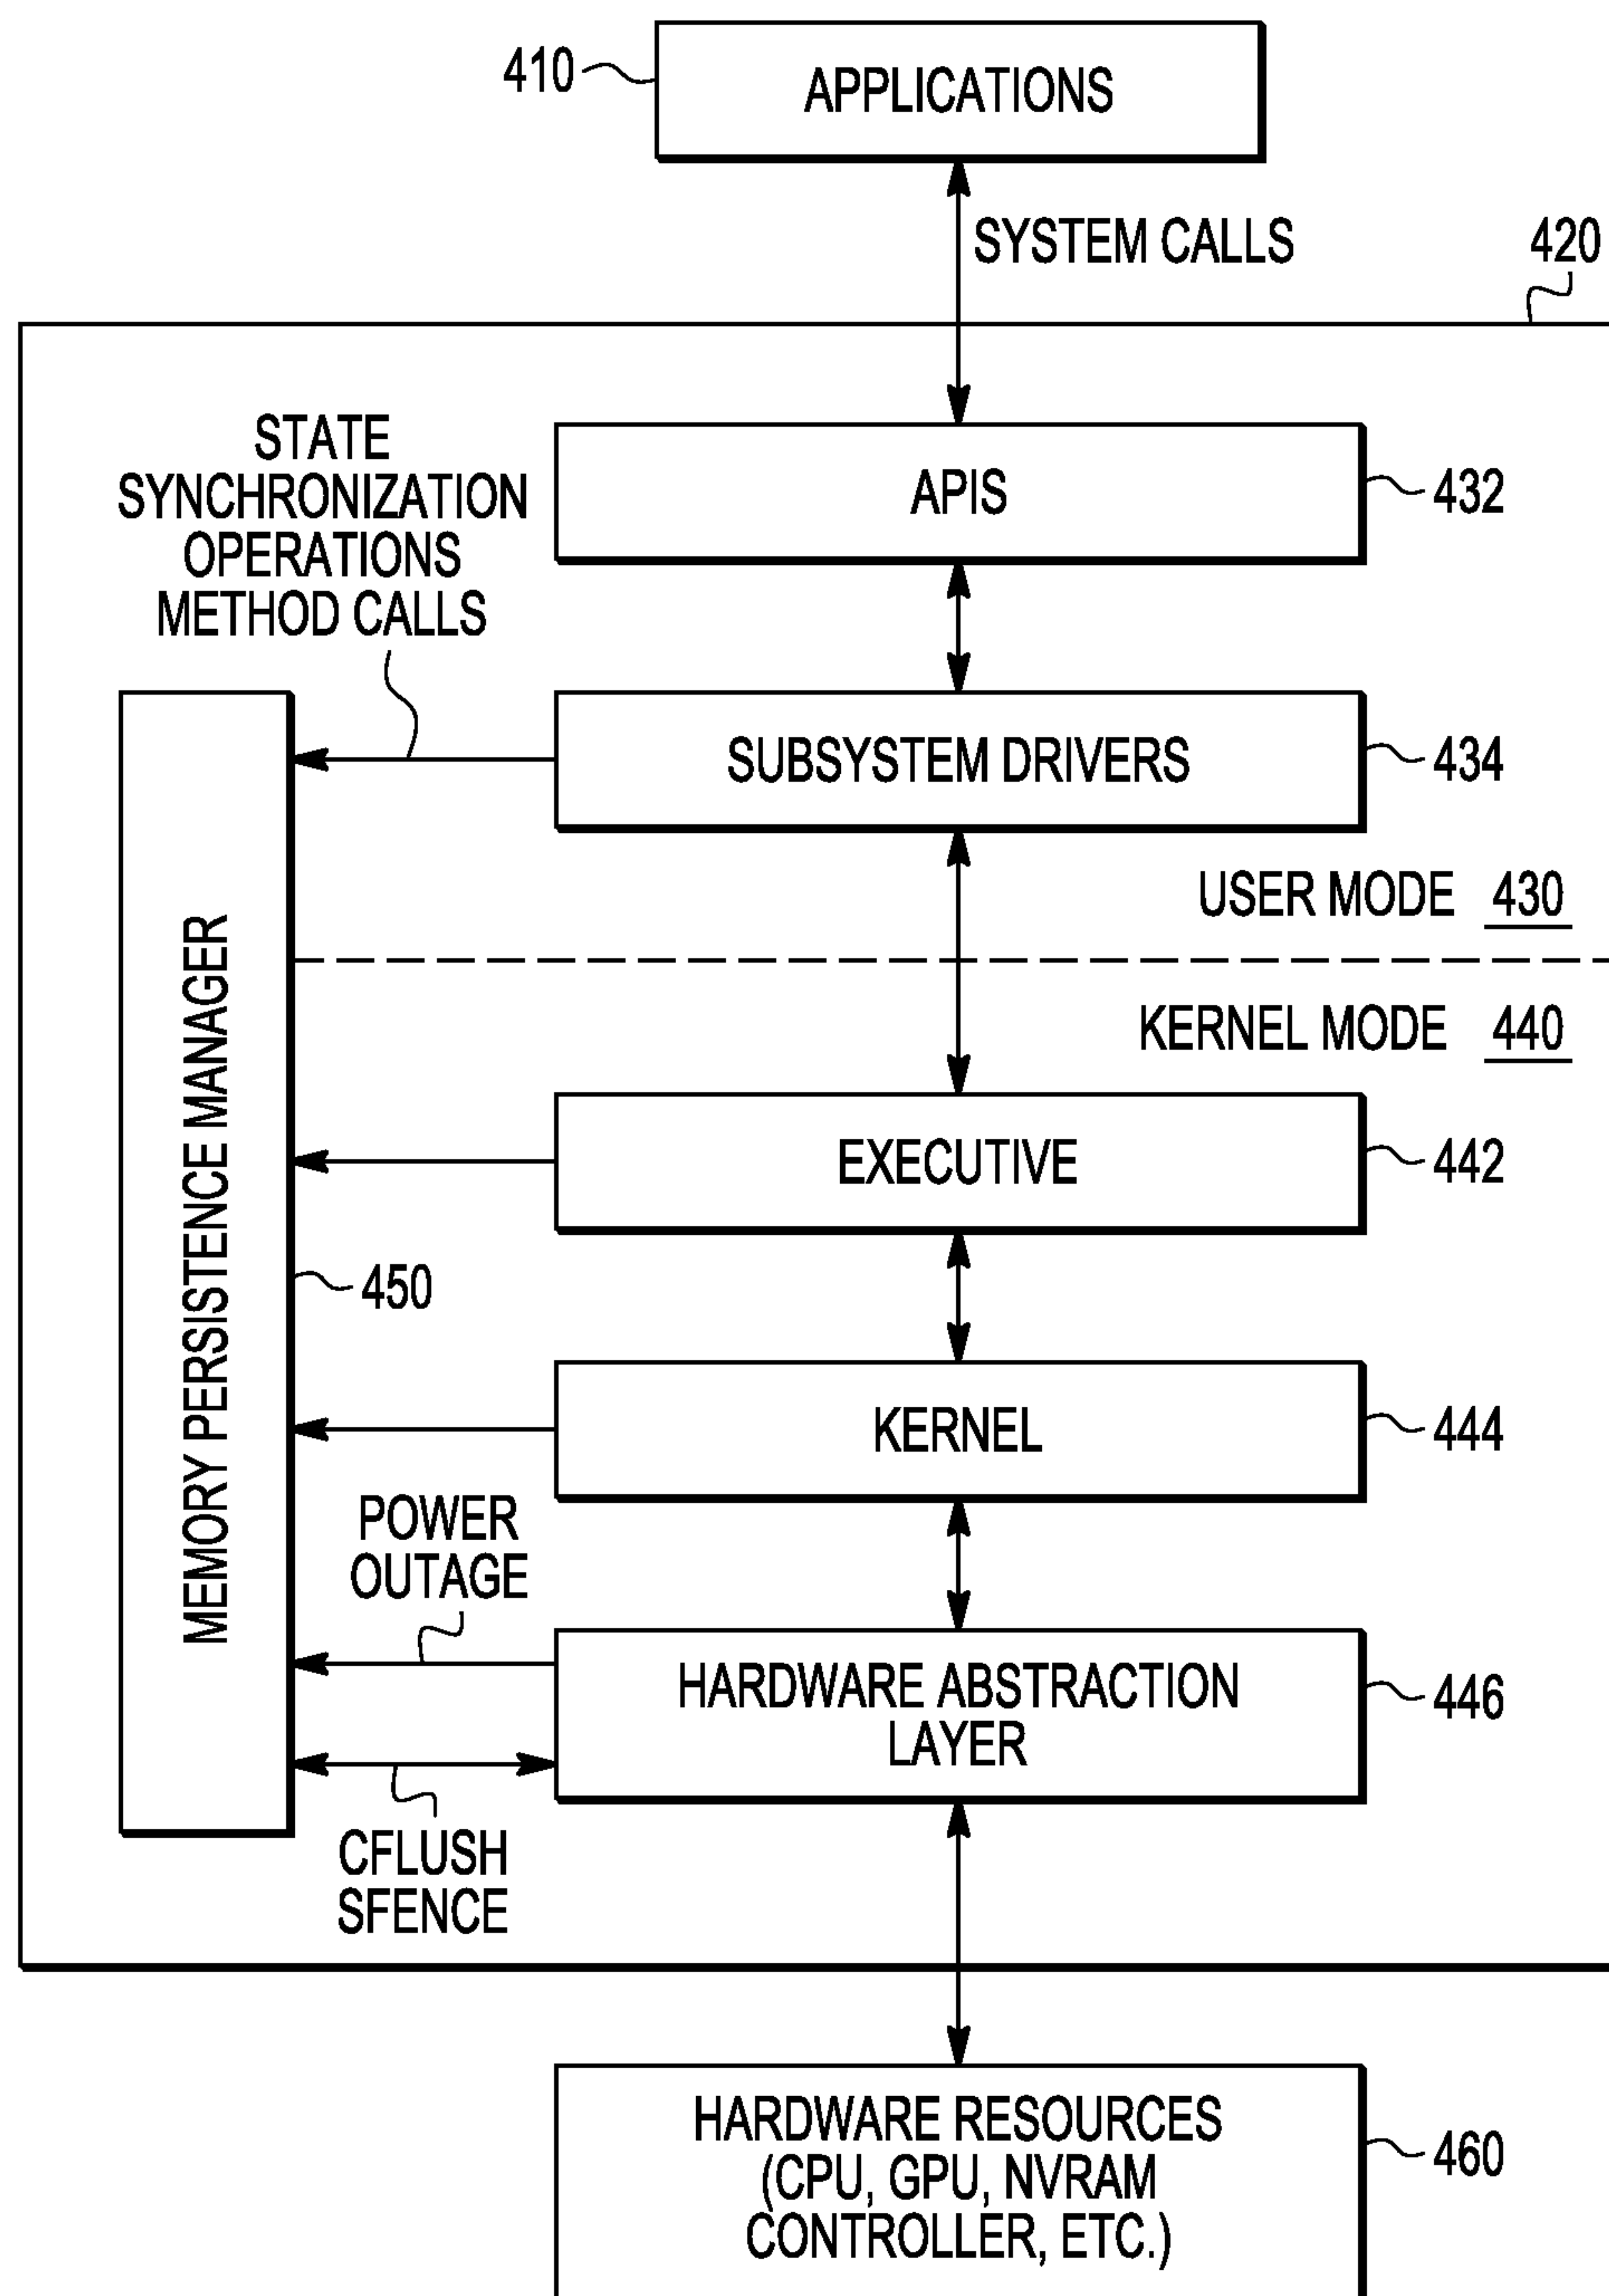 410
APPLICATIONS
SYSTEM CALLS
420
STATE
SYNCHRONIZATION
OPERATIONS
METHOD CALLS
APIS
432
SUBSYSTEM DRIVERS
434
USER MODE 430
KERNEL MODE 440
MEMORY PERSISTENCE MANAGER
450
EXECUTIVE
442
KERNEL
444
POWER
OUTAGE
HARDWARE ABSTRACTION
LAYER
446
CFLUSH
SFENCE
HARDWARE RESOURCES
(CPU, GPU, NVRAM
CONTROLLER, ETC.)
460